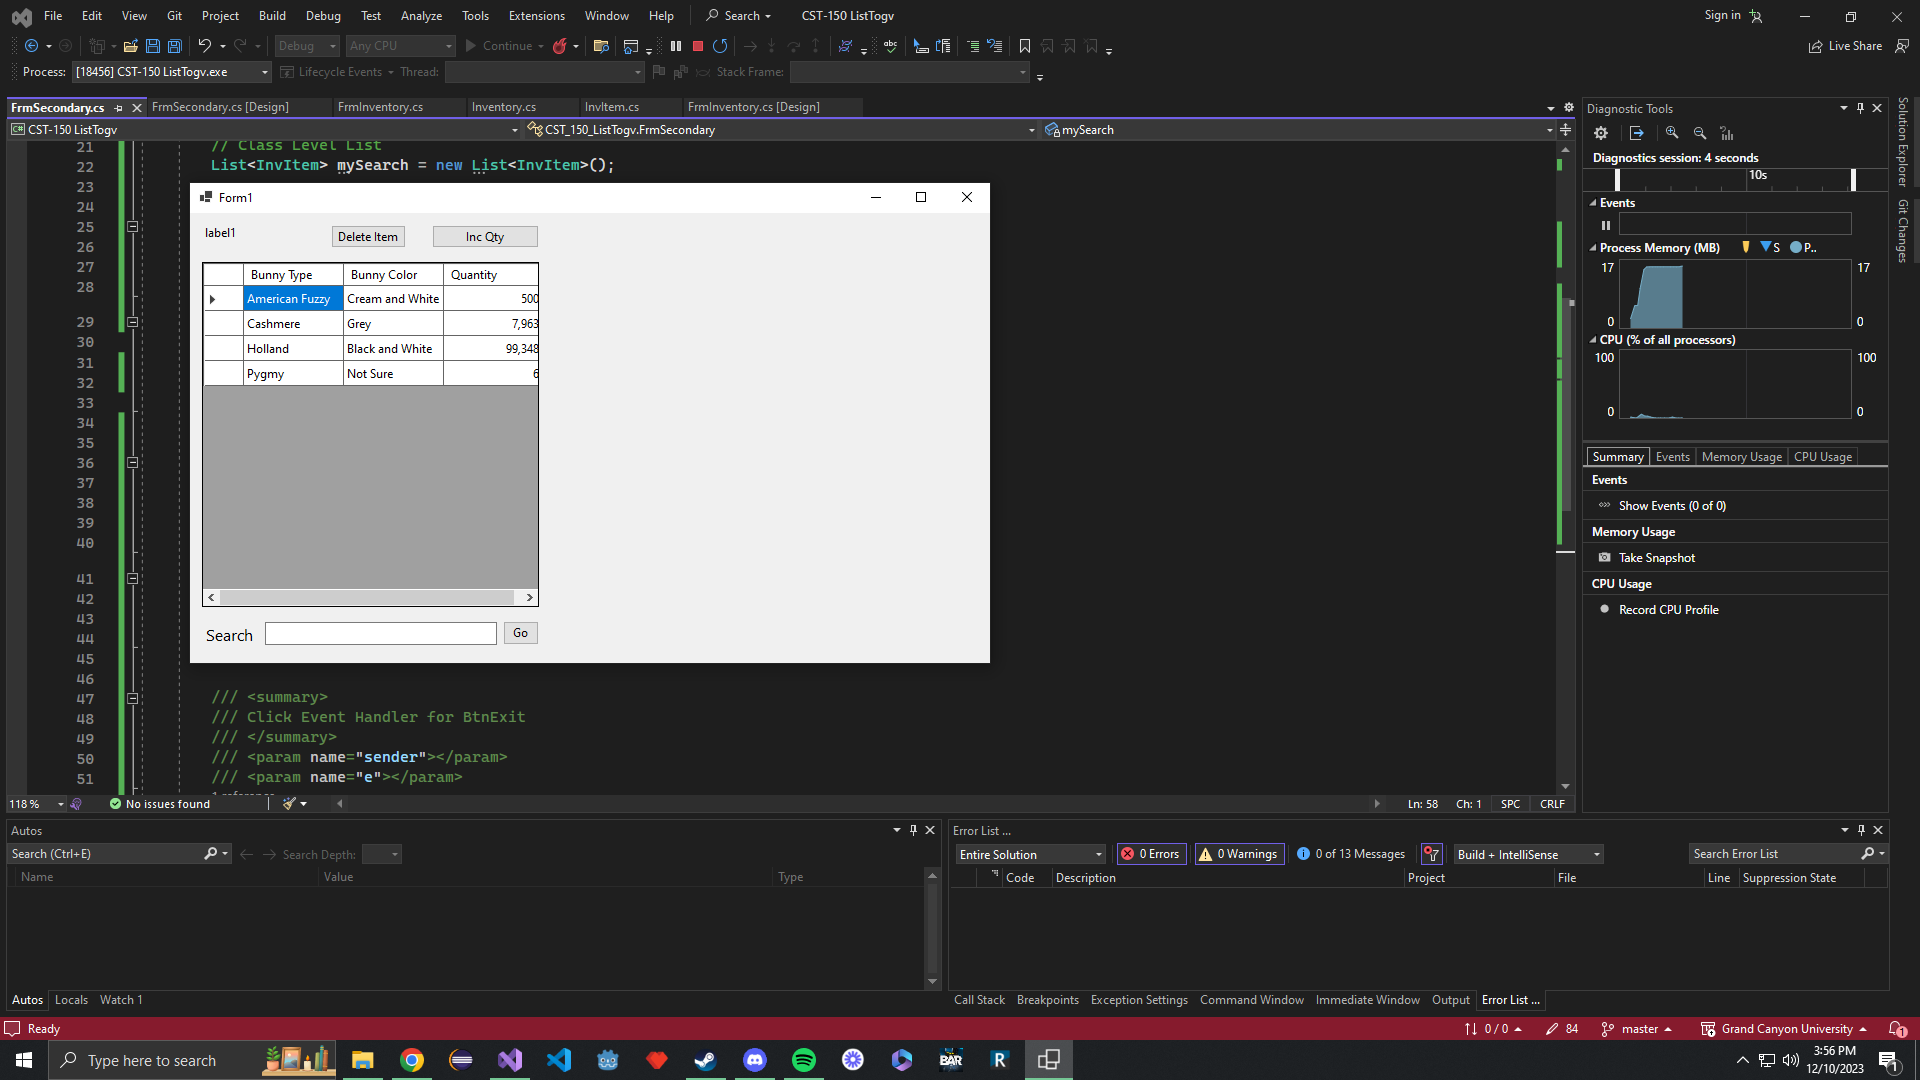 File Edit View Git Project Build Debug Test Analyze Tools Extensions Window Help Search CST-150 ListTogv Sign in
Debug Any CPU Continue Live Share
Process: [18456] CST-150 ListTogv.exe Lifecycle Events Thread: Stack Frame:
FrmSecondary.cs FrmSecondary.cs [Design] FrmInventory.cs Inventory.cs InvItem.cs FrmInventory.cs [Design]
CST-150 ListTogv CST_150_ListTogv.FrmSecondary mySearch
21 // Class Level List
22 List<InvItem> mySearch = new List<InvItem>();
23
24
25
26
27
28
29
30
31
32
33
34
35
36
37
38
39
40
41
42
43
44
45
46
47 /// <summary>
48 /// Click Event Handler for BtnExit
49 /// </summary>
50 /// <param name="sender"></param>
51 /// <param name="e"></param>
Form1
label1 Delete Item Inc Qty
Bunny Type Bunny Color Quantity
American Fuzzy Cream and White 500
Cashmere Grey 7,963
Holland Black and White 99,348
Pygmy Not Sure 6
Search Go
118 % No issues found Ln: 58 Ch: 1 SPC CRLF
Diagnostic Tools
Diagnostics session: 4 seconds
10s
Events
Process Memory (MB) S P..
17 17
0 0
CPU (% of all processors)
100 100
0 0
Summary Events Memory Usage CPU Usage
Events
Show Events (0 of 0)
Memory Usage
Take Snapshot
CPU Usage
Record CPU Profile
Solution Explorer
Git Changes
Autos
Search (Ctrl+E) Search Depth:
Name Value Type
Autos Locals Watch 1
Error List ...
Entire Solution 0 Errors 0 Warnings 0 of 13 Messages Build + IntelliSense Search Error List
Code Description Project File Line Suppression State
Call Stack Breakpoints Exception Settings Command Window Immediate Window Output Error List ...
Ready 0 / 0 84 master Grand Canyon University 1
Type here to search BAR R 3:56 PM
12/10/2023 1